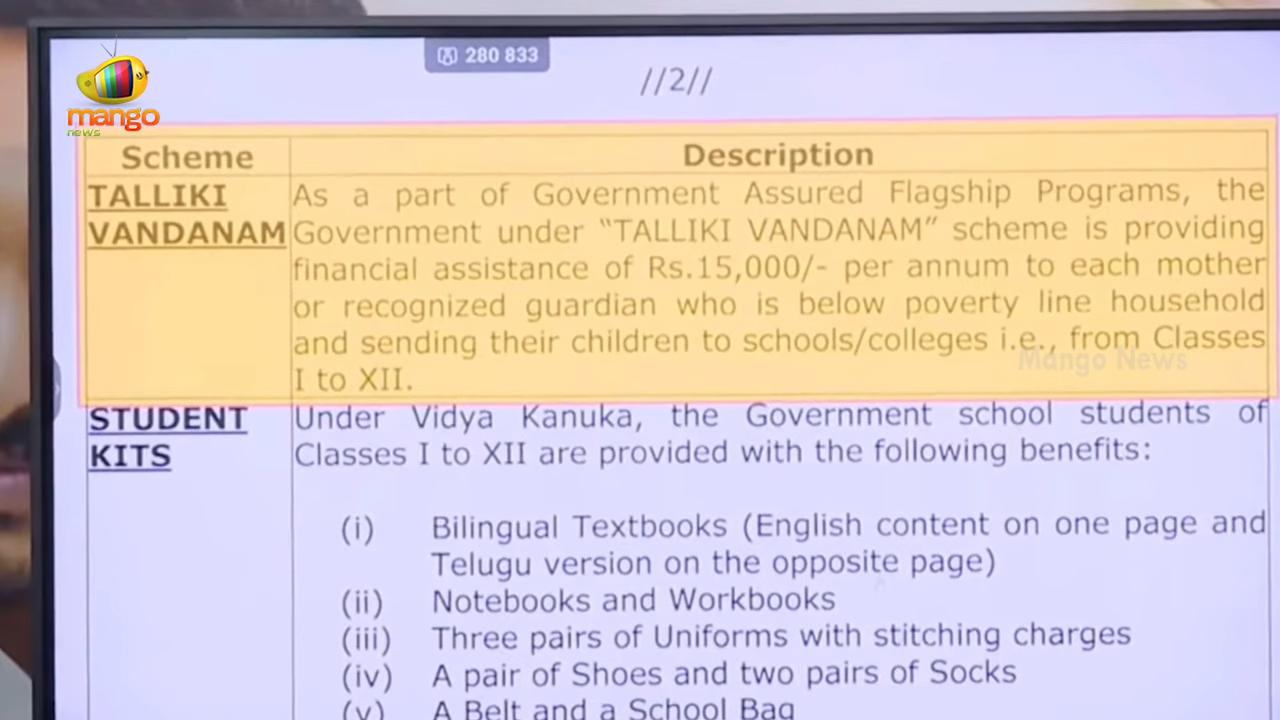 mango
news
280 833
//2//
Scheme Description
TALLIKI As a part of Government Assured Flagship Programs, the
VANDANAM Government under “TALLIKI VANDANAM” scheme is providing
financial assistance of Rs.15,000/- per annum to each mother
or recognized guardian who is below poverty line household
and sending their children to schools/colleges i.e., from Classes
Mango News
I to XII.
STUDENT Under Vidya Kanuka, the Government school students of
KITS Classes I to XII are provided with the following benefits:
(i) Bilingual Textbooks (English content on one page and
Telugu version on the opposite page)
(ii) Notebooks and Workbooks
(iii) Three pairs of Uniforms with stitching charges
(iv) A pair of Shoes and two pairs of Socks
(v) A Belt and a School Bag